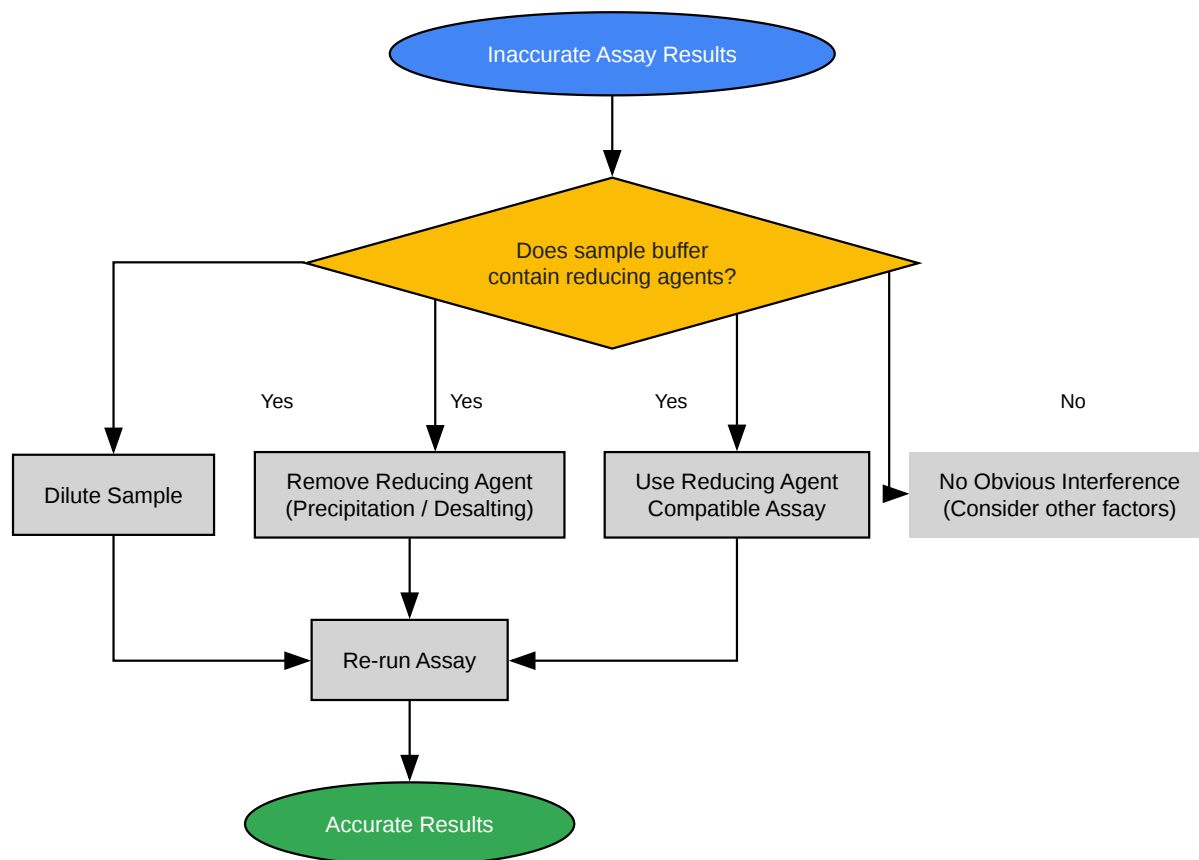 Inaccurate Assay Results
Does sample buffer
contain reducing agents?
Yes
Yes
Yes
No
Dilute Sample
Remove Reducing Agent
(Precipitation / Desalting)
Use Reducing Agent
Compatible Assay
No Obvious Interference
(Consider other factors)
Re-run Assay
Accurate Results